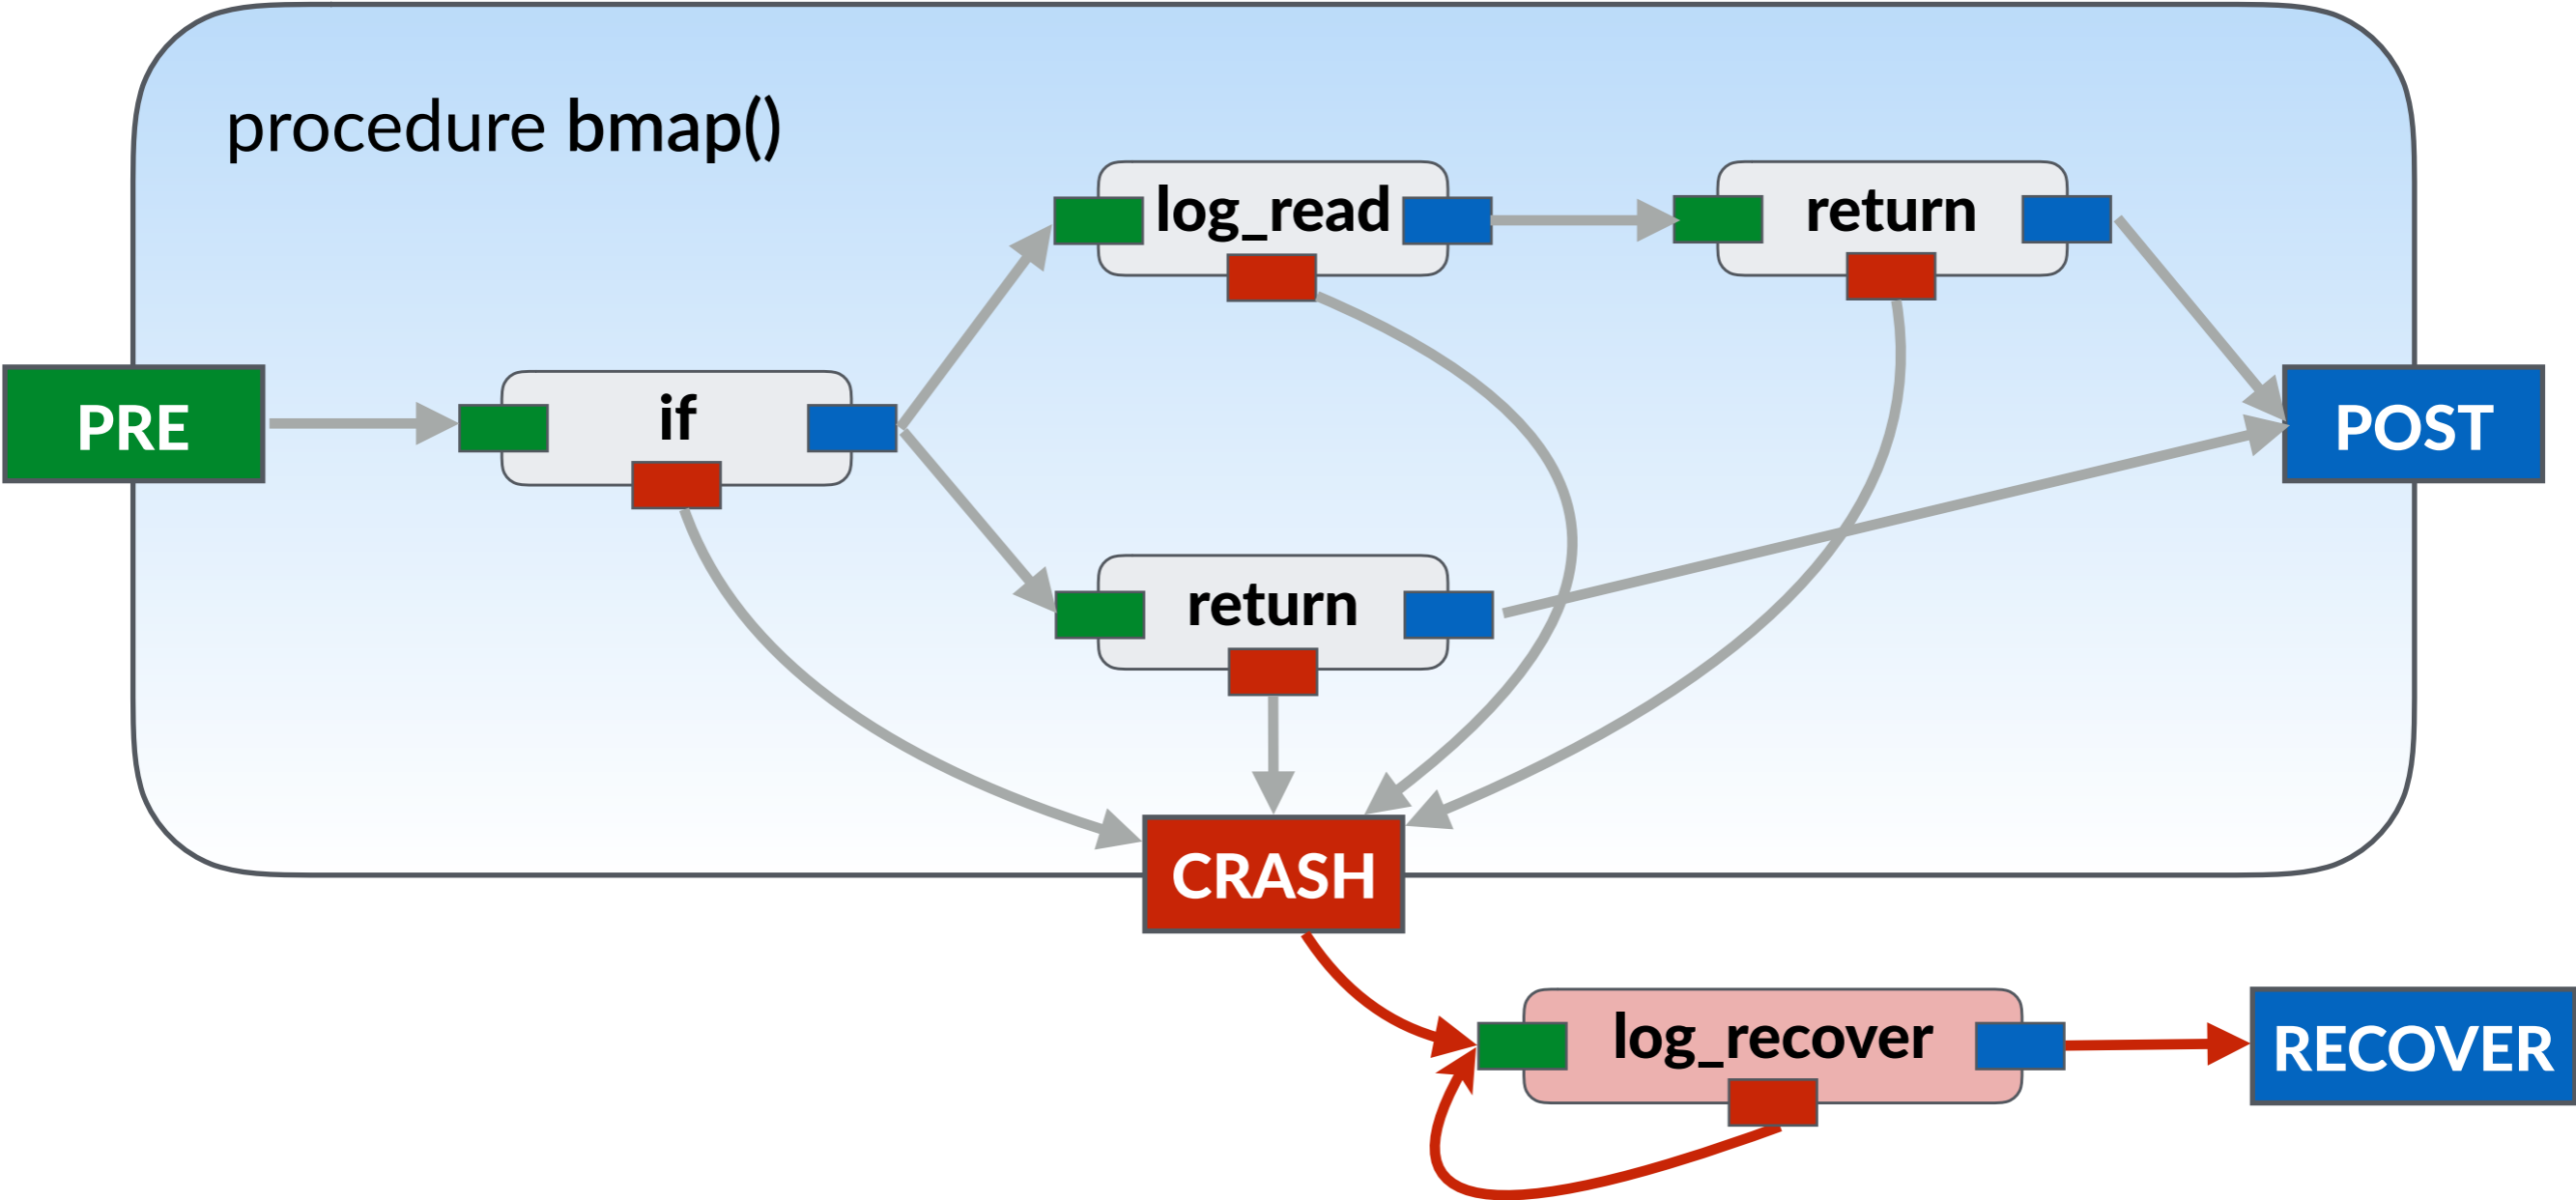 procedure bmap()
log_read
return
PRE
if
POST
return
CRASH
log_recover
RECOVER